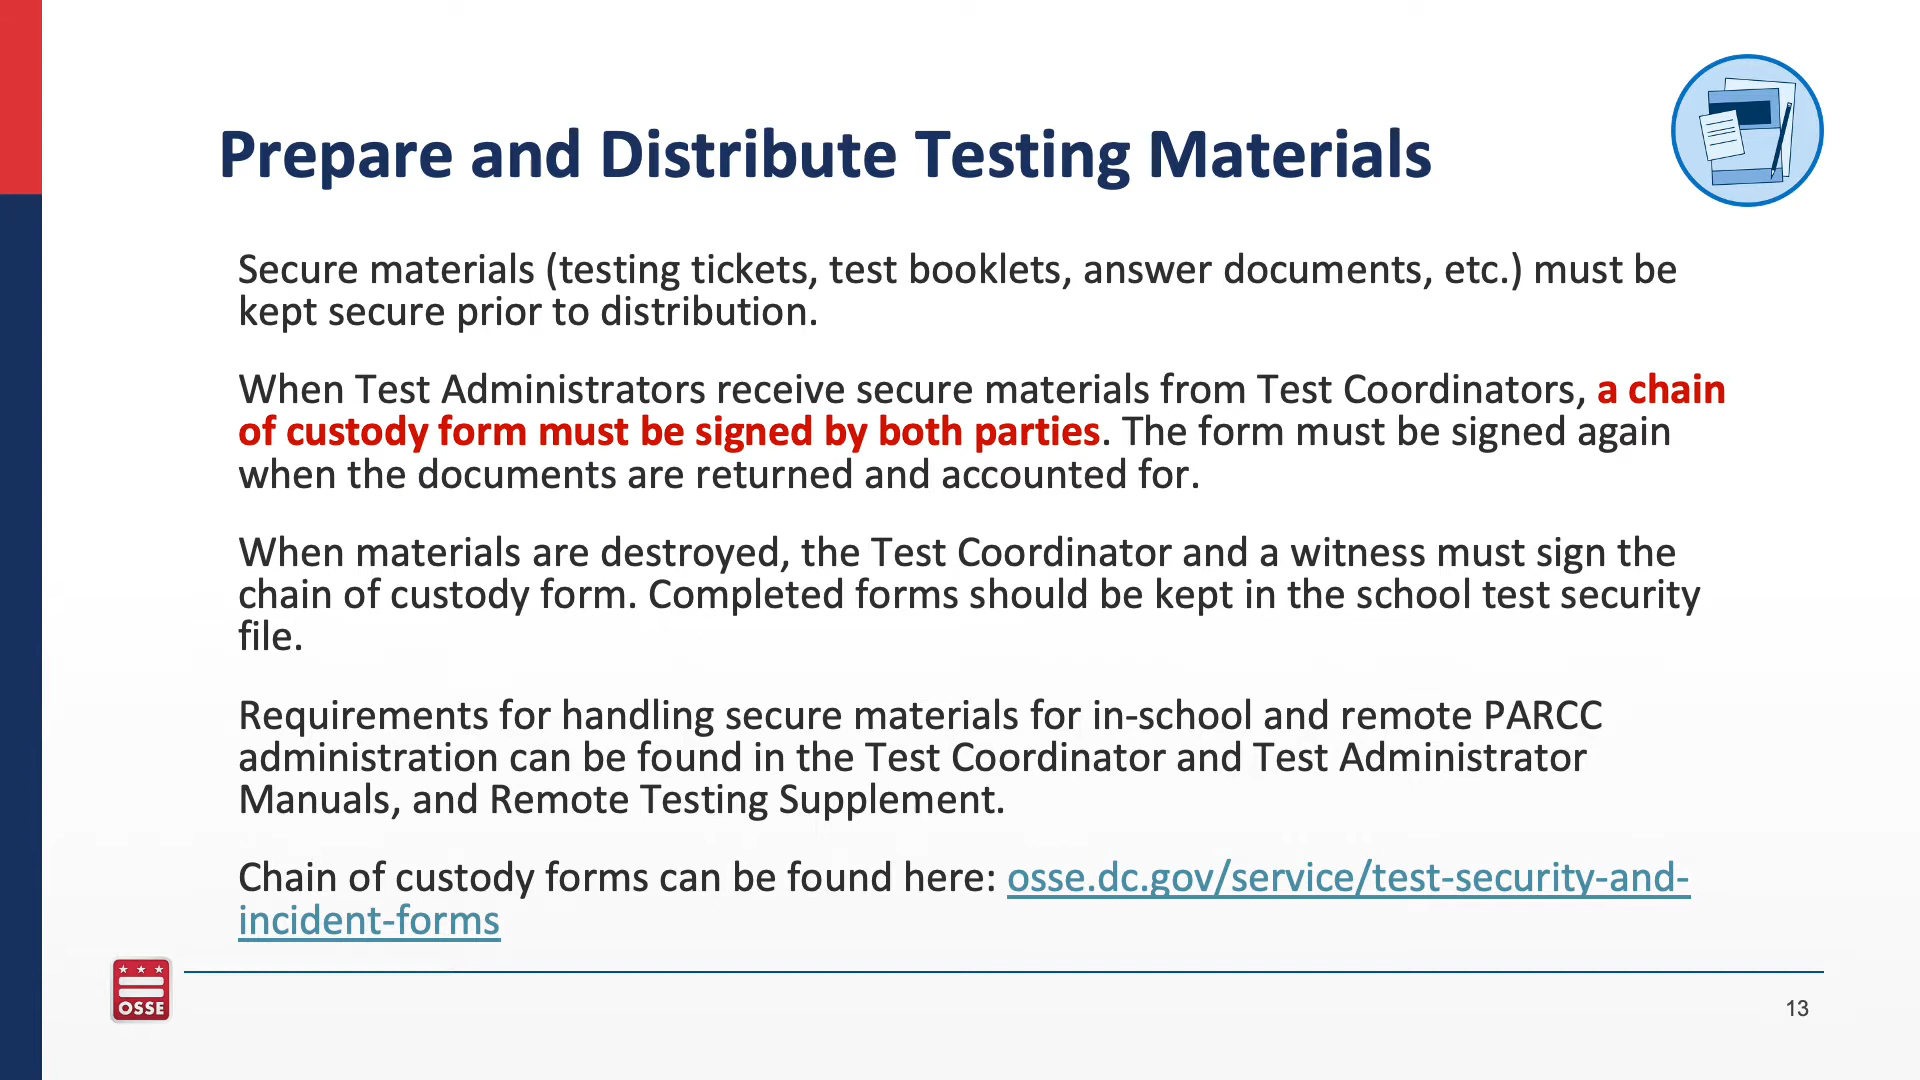 Prepare and Distribute Testing Materials
Secure materials (testing tickets, test booklets, answer documents, etc.) must be
kept secure prior to distribution.
When Test Administrators receive secure materials from Test Coordinators, a chain
of custody form must be signed by both parties. The form must be signed again
when the documents are returned and accounted for.
When materials are destroyed, the Test Coordinator and a witness must sign the
chain of custody form. Completed forms should be kept in the school test security
file.
Requirements for handling secure materials for in-school and remote PARCC
administration can be found in the Test Coordinator and Test Administrator
Manuals, and Remote Testing Supplement.
Chain of custody forms can be found here: osse.dc.gov/service/test-security-and-
incident-forms
OSSE
13